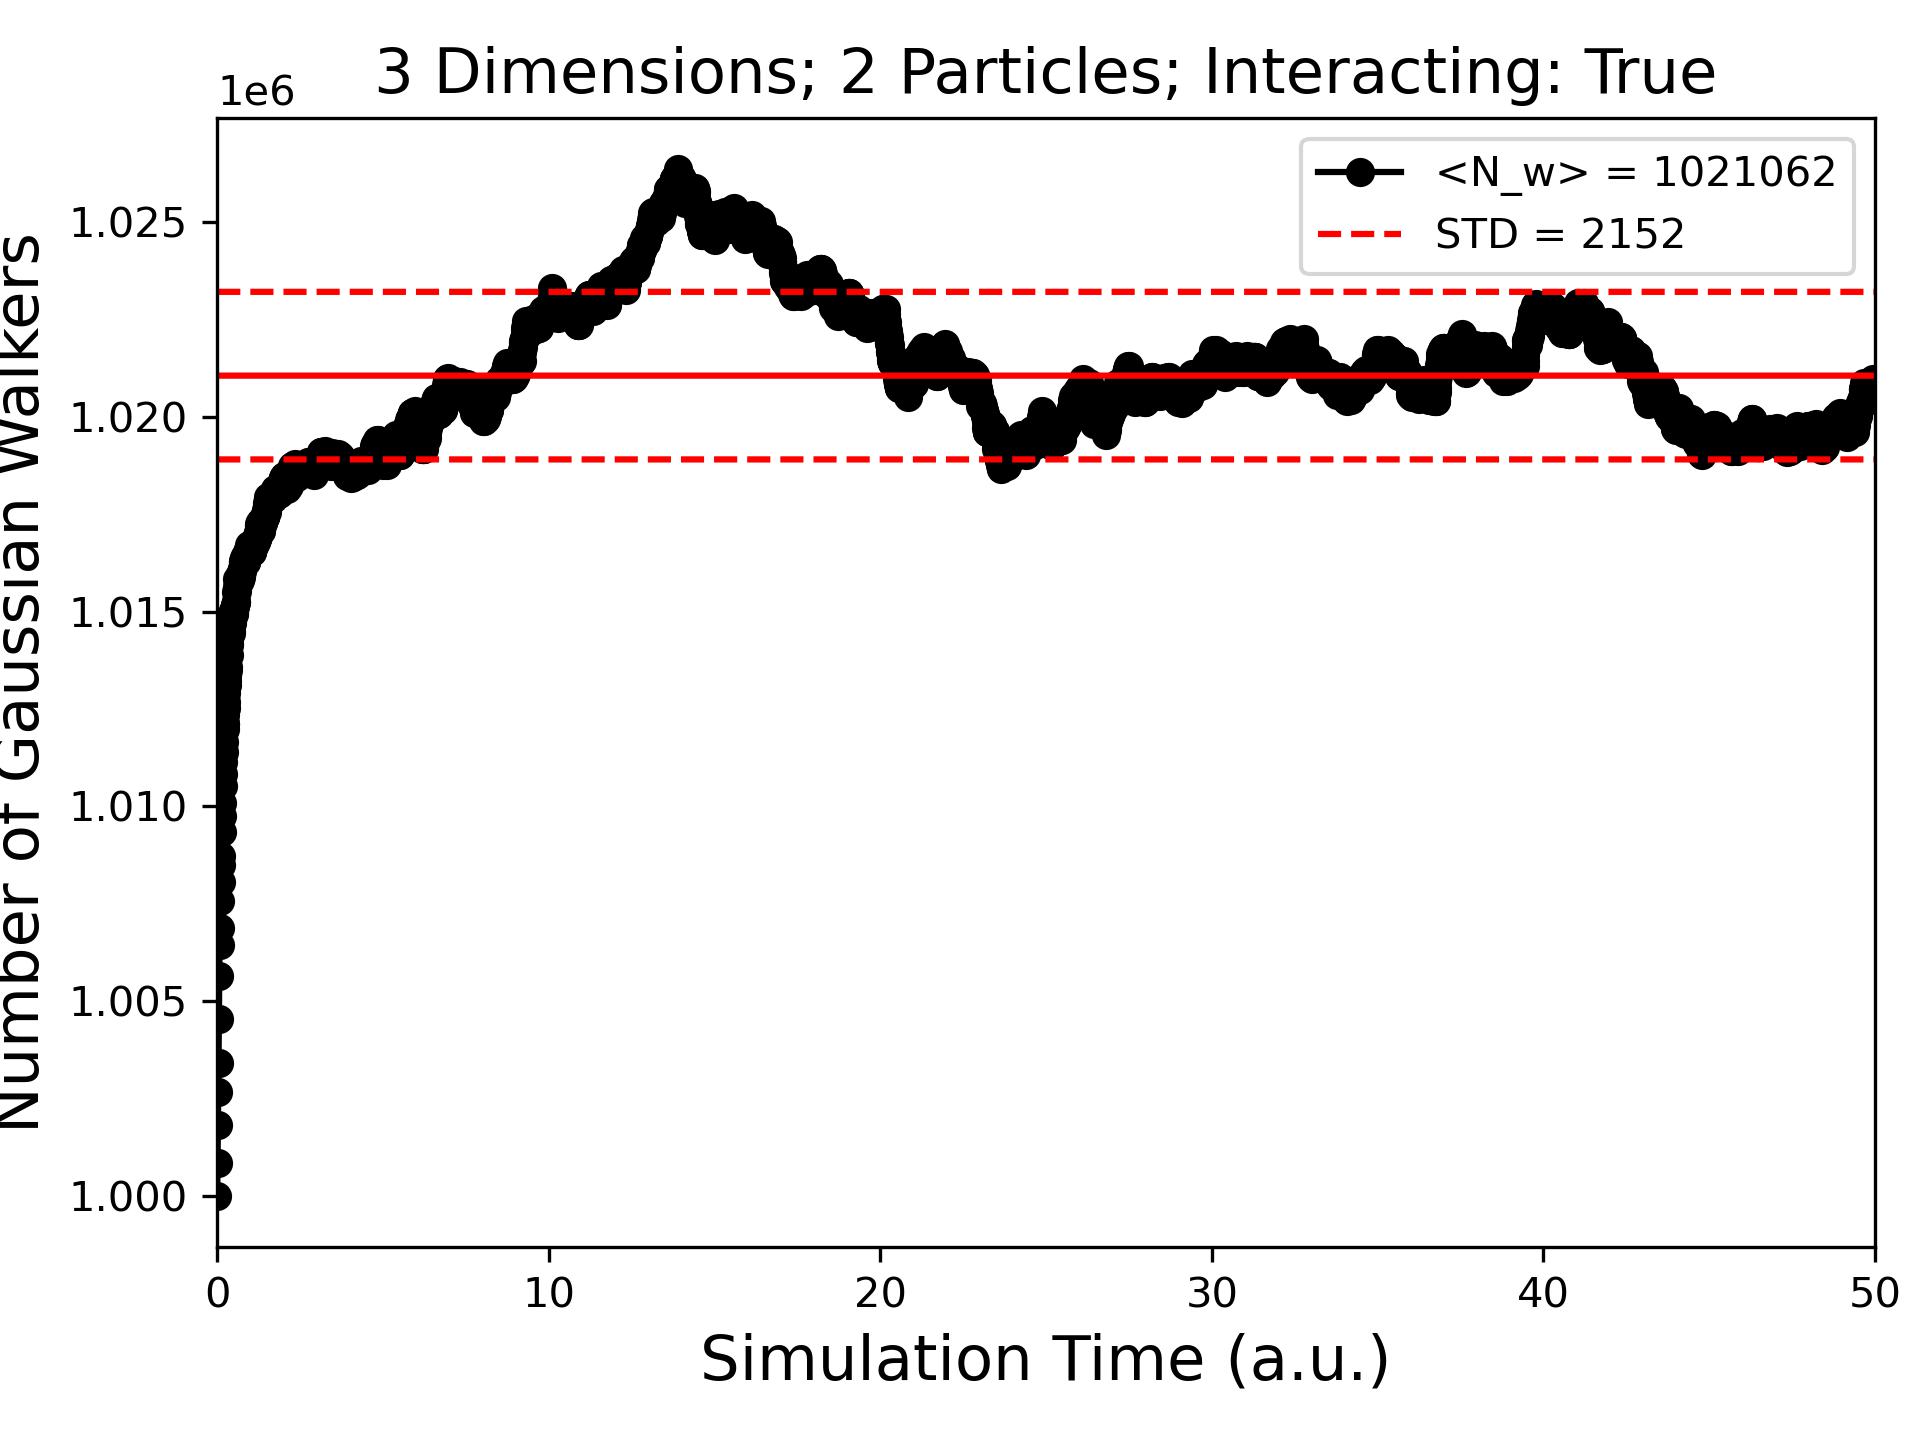 3 Dimensions; 2 Particles; Interacting: True
1e6
<N_w> = 1021062
STD = 2152
Number of Gaussian Walkers
1.025
1.020
1.015
1.010
1.005
1.000
0 10 20 30 40 50
Simulation Time (a.u.)